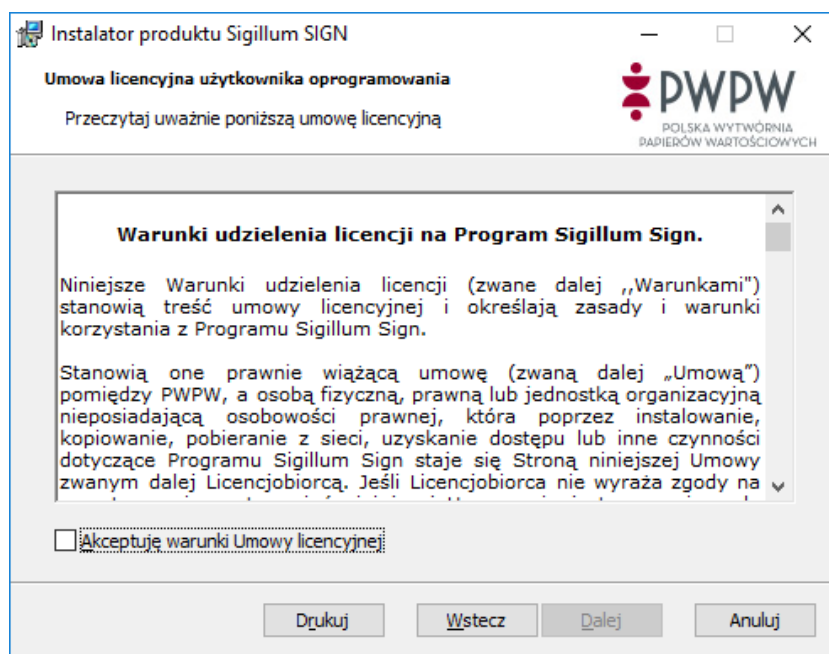 Instalator produktu Sigillum SIGN
Umowa licencyjna użytkownika oprogramowania
Przeczytaj uważnie poniższą umowę licencyjną
PWPW
POLSKA WYTWÓRNIA
PAPIERÓW WARTOŚCIOWYCH
Warunki udzielenia licencji na Program Sigillum Sign.
Niniejsze Warunki udzielenia licencji (zwane dalej ,,Warunkami")
stanowią treść umowy licencyjnej i określają zasady i warunki
korzystania z Programu Sigillum Sign.
Stanowią one prawnie wiążącą umowę (zwaną dalej „Umową”)
pomiędzy PWPW, a osobą fizyczną, prawną lub jednostką organizacyjną
nieposiadającą osobowości prawnej, która poprzez instalowanie,
kopiowanie, pobieranie z sieci, uzyskanie dostępu lub inne czynności
dotyczące Programu Sigillum Sign staje się Stroną niniejszej Umowy
zwanym dalej Licencjobiorcą. Jeśli Licencjobiorca nie wyraża zgody na
Akceptuję warunki Umowy licencyjnej
Drukuj
Wstecz
Dalej
Anuluj